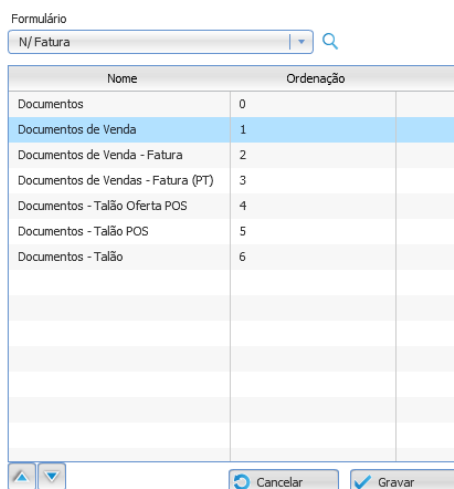 Formulário
N/Fatura
Nome Ordenação
Documentos 0
Documentos de Venda 1
Documentos de Venda - Fatura 2
Documentos de Vendas - Fatura (PT) 3
Documentos - Talão Oferta POS 4
Documentos - Talão POS 5
Documentos - Talão 6
Cancelar Gravar